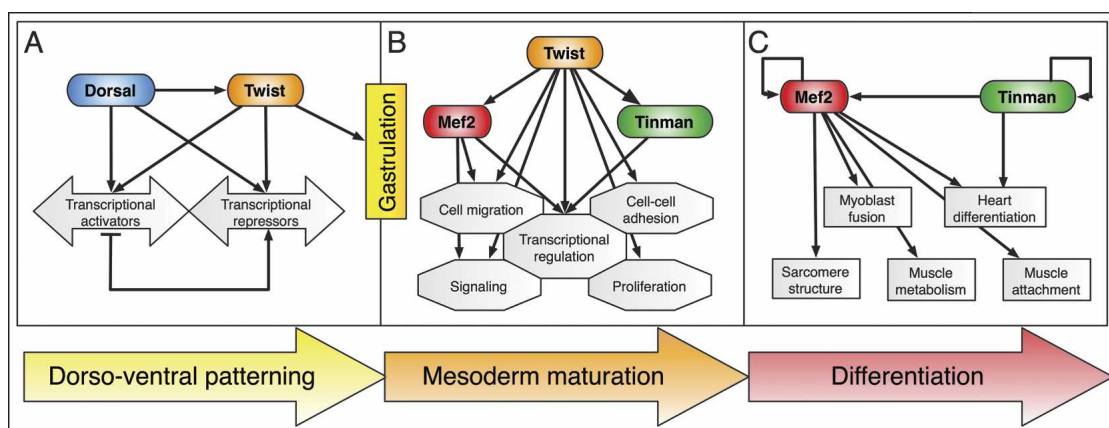 A
Dorsal
Twist
Transcriptional
activators
Transcriptional
repressors
Gastrulation
B
Twist
Mef2
Tinman
Cell migration
Cell-cell
adhesion
Transcriptional
regulation
Signaling
Proliferation
C
Mef2
Tinman
Myoblast
fusion
Heart
differentiation
Sarcomere
structure
Muscle
metabolism
Muscle
attachment
Dorso-ventral patterning
Mesoderm maturation
Differentiation